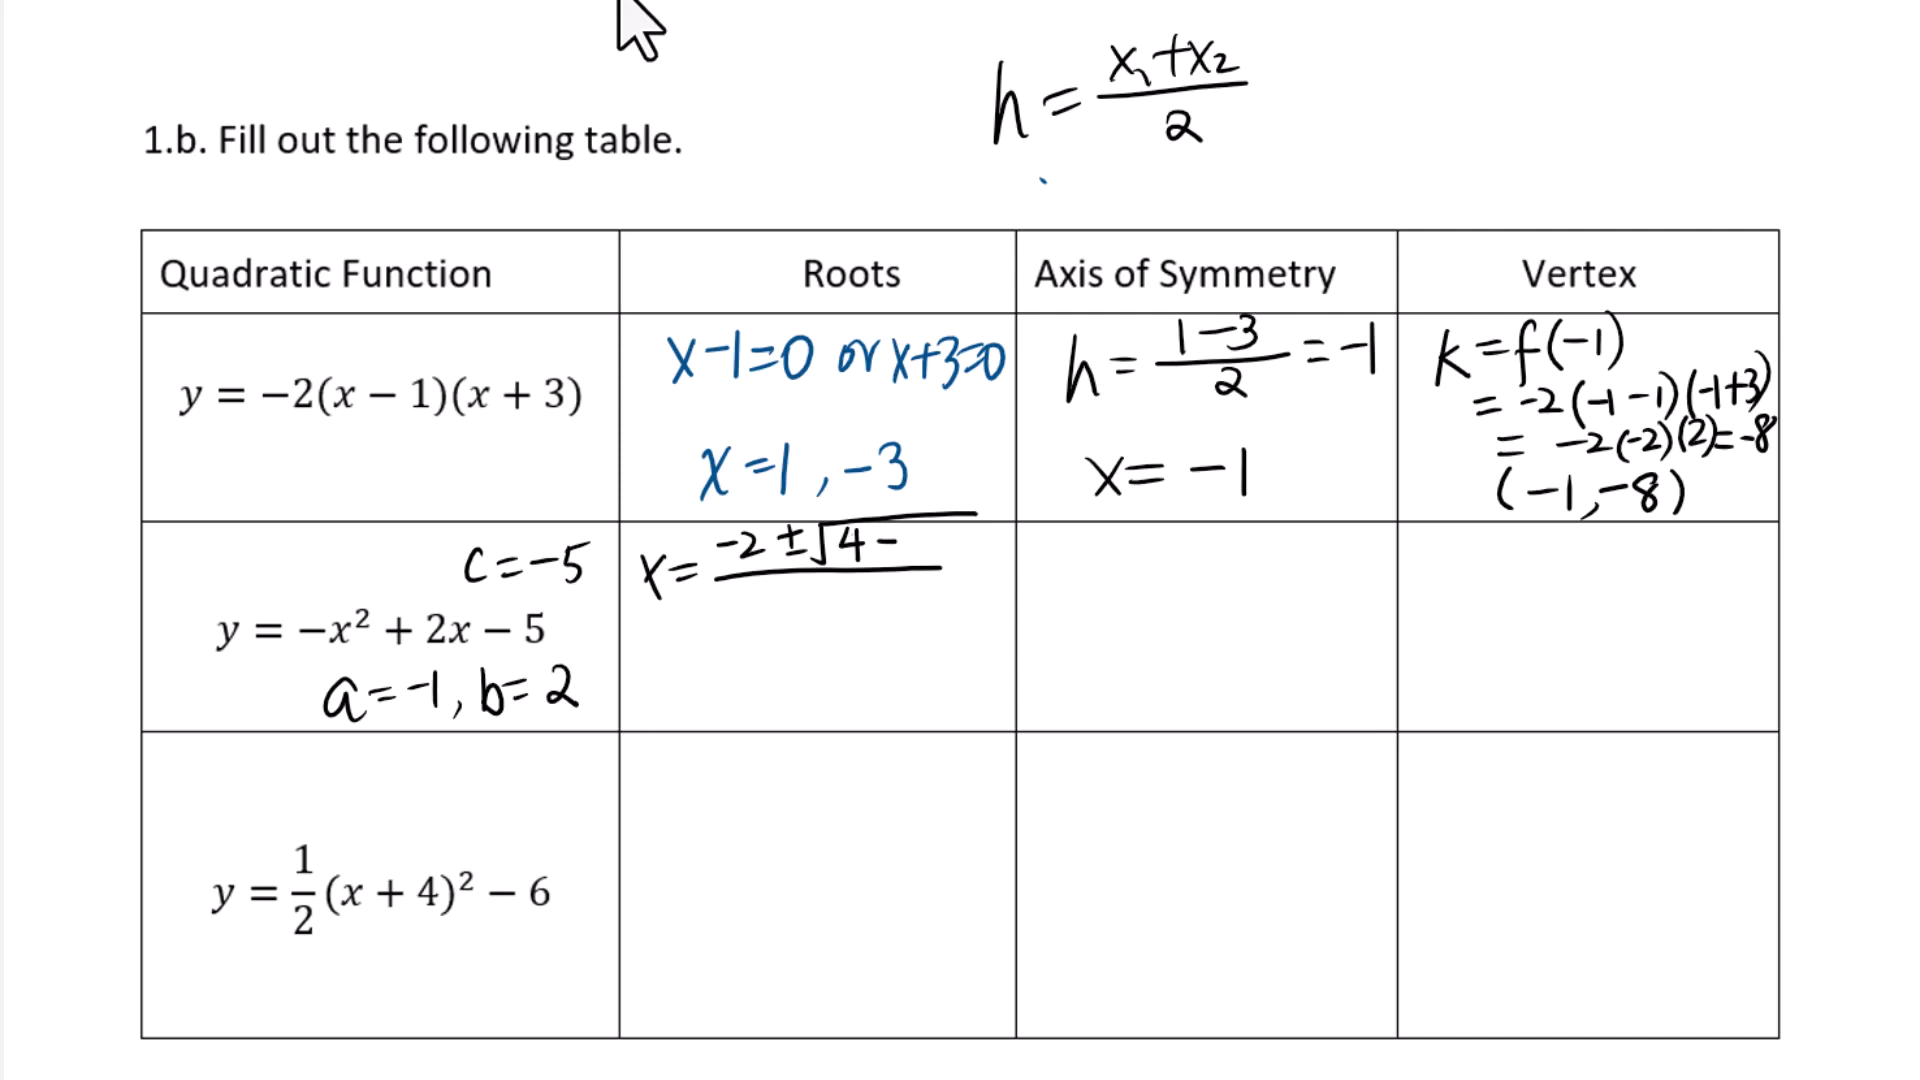 h = x₁+x₂ / 2
1.b. Fill out the following table.
Quadratic Function Roots Axis of Symmetry Vertex
y = −2(x − 1)(x + 3)
x-1=0 or x+3=0
x=1, -3
h = 1-3 / 2 = -1
x = -1
k = f(-1)
= -2(-1-1)(-1+3)
= -2(-2)(2)= -8
(-1,-8)
c=-5
y = −x² + 2x − 5
a=-1, b=2
x= -2 ± √4 -
y = 1/2 (x + 4)² − 6